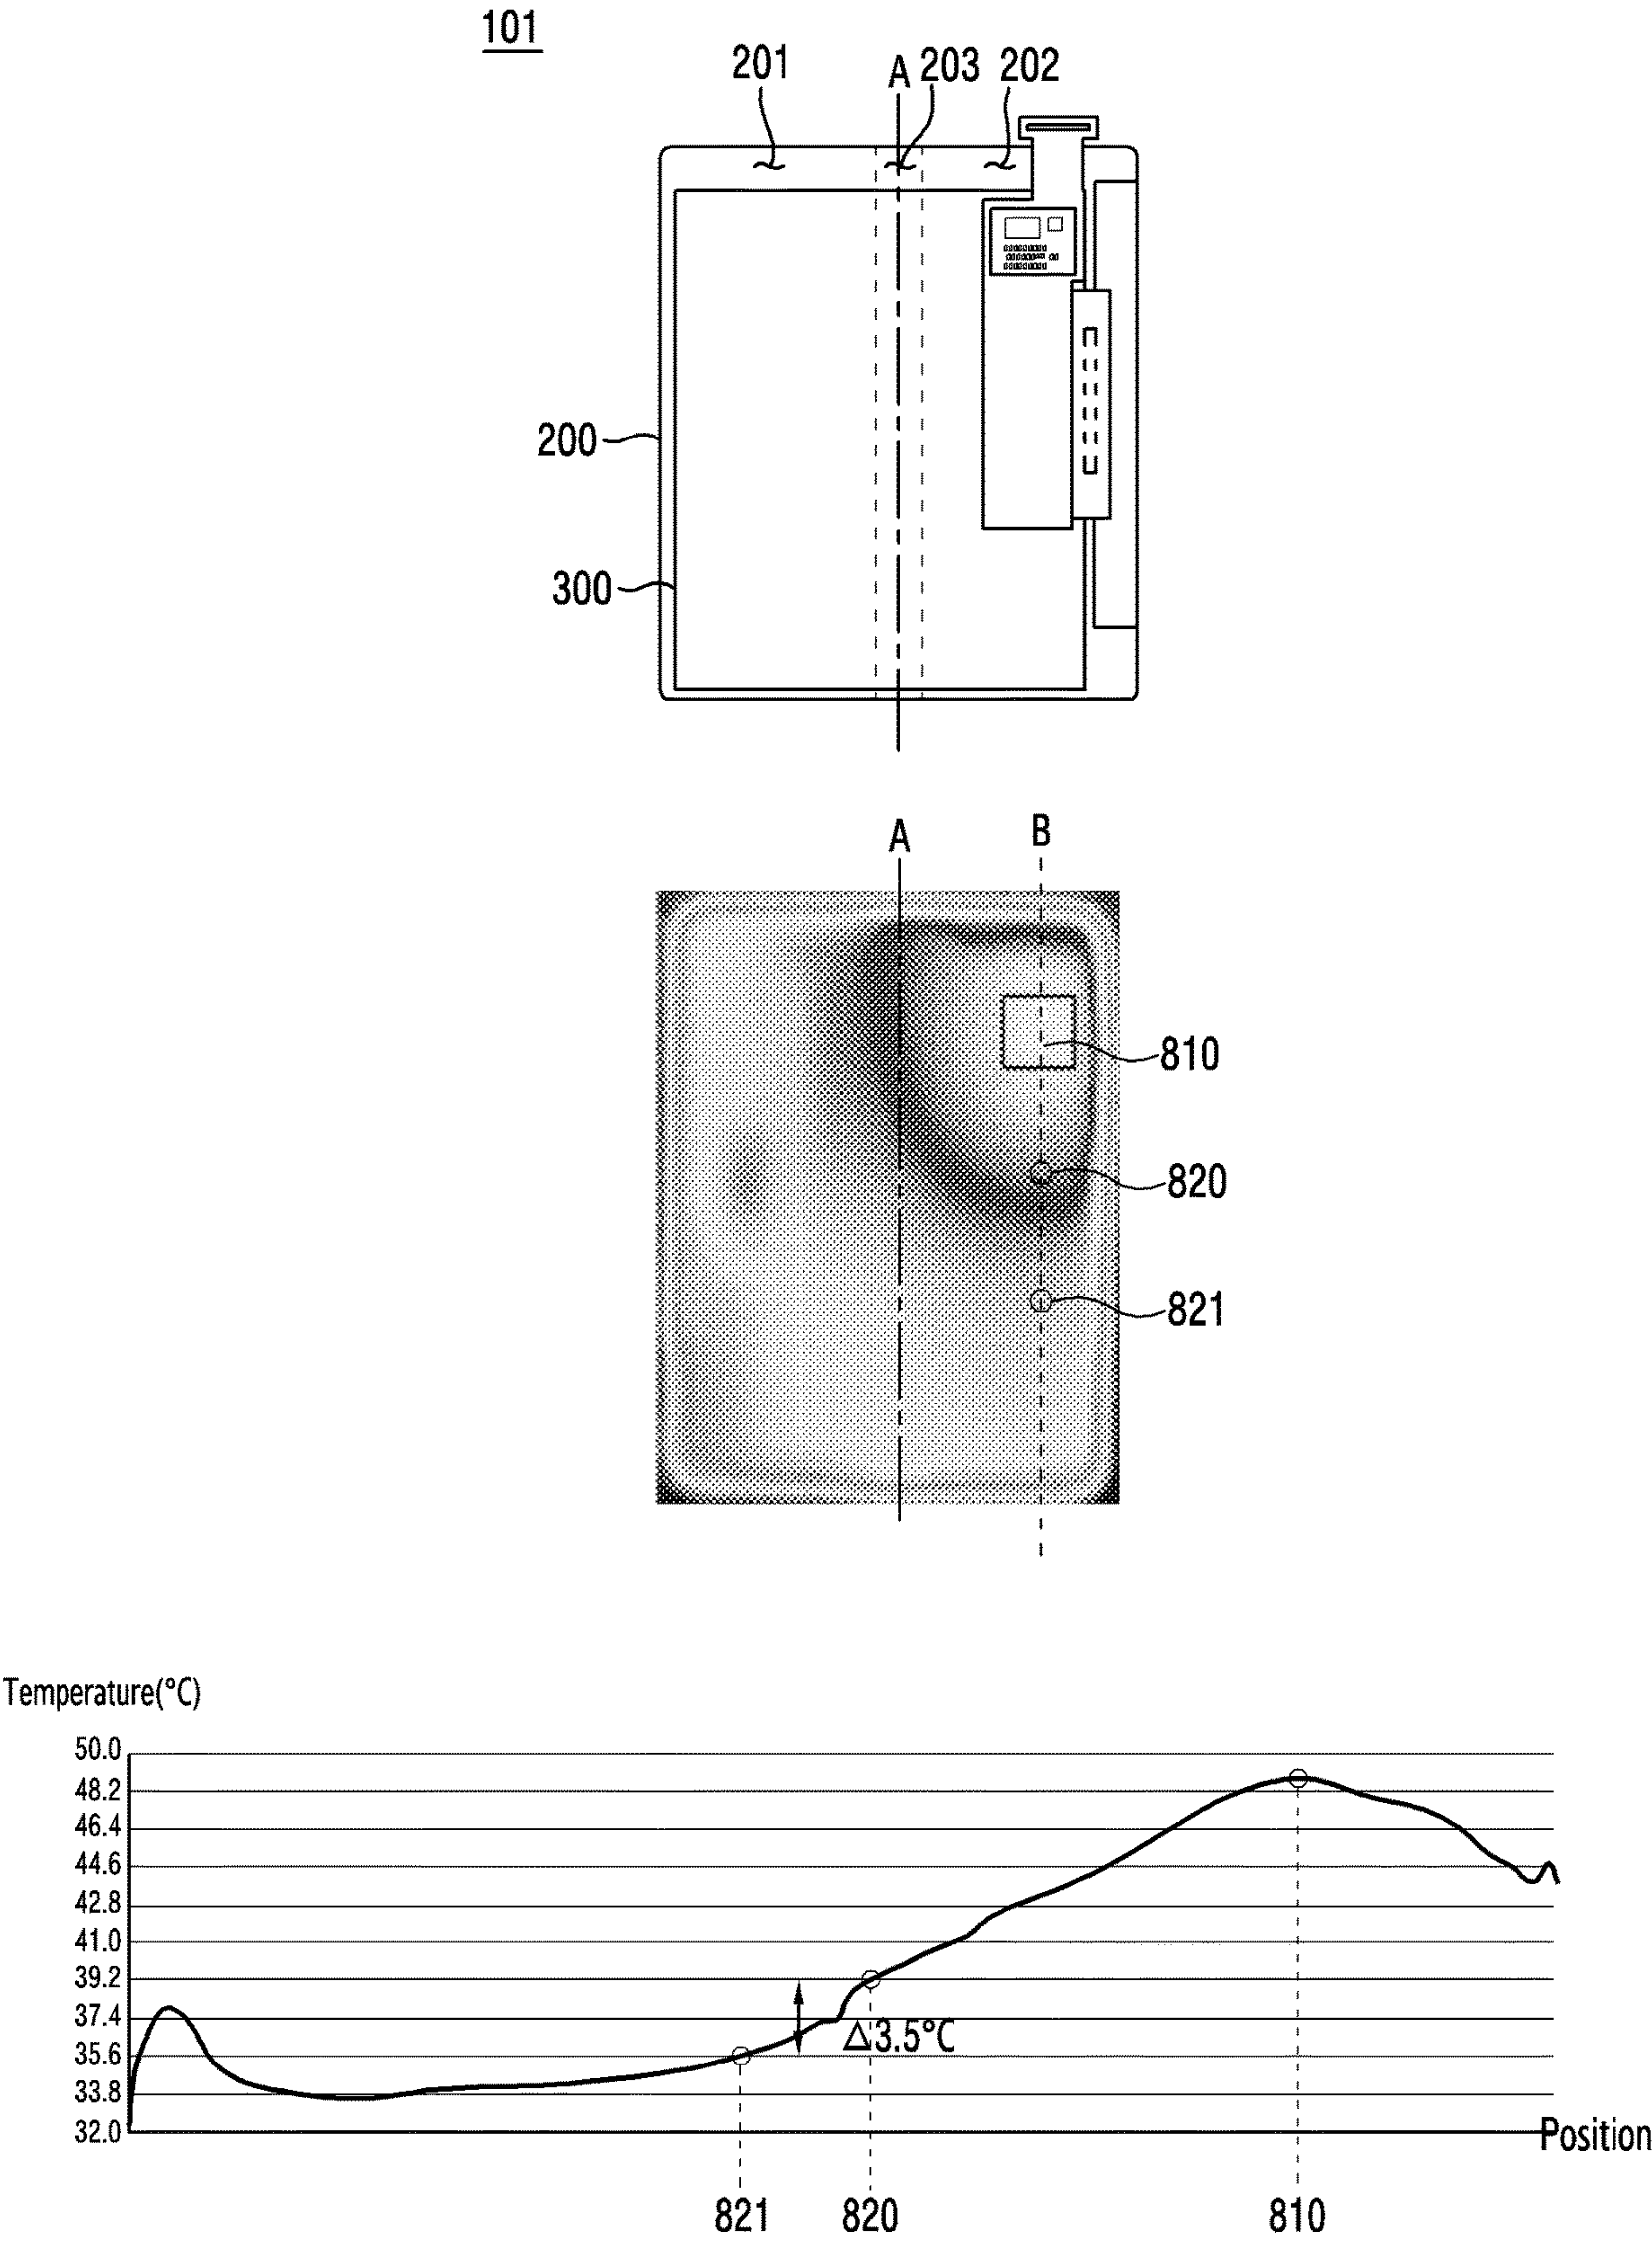 101
201 A 203 202
200
300
A B
810
820
821
Temperature(°C)
50.0
48.2
46.4
44.6
42.8
41.0
39.2
37.4
Δ3.5°C
35.6
33.8
32.0
Position
821 820 810